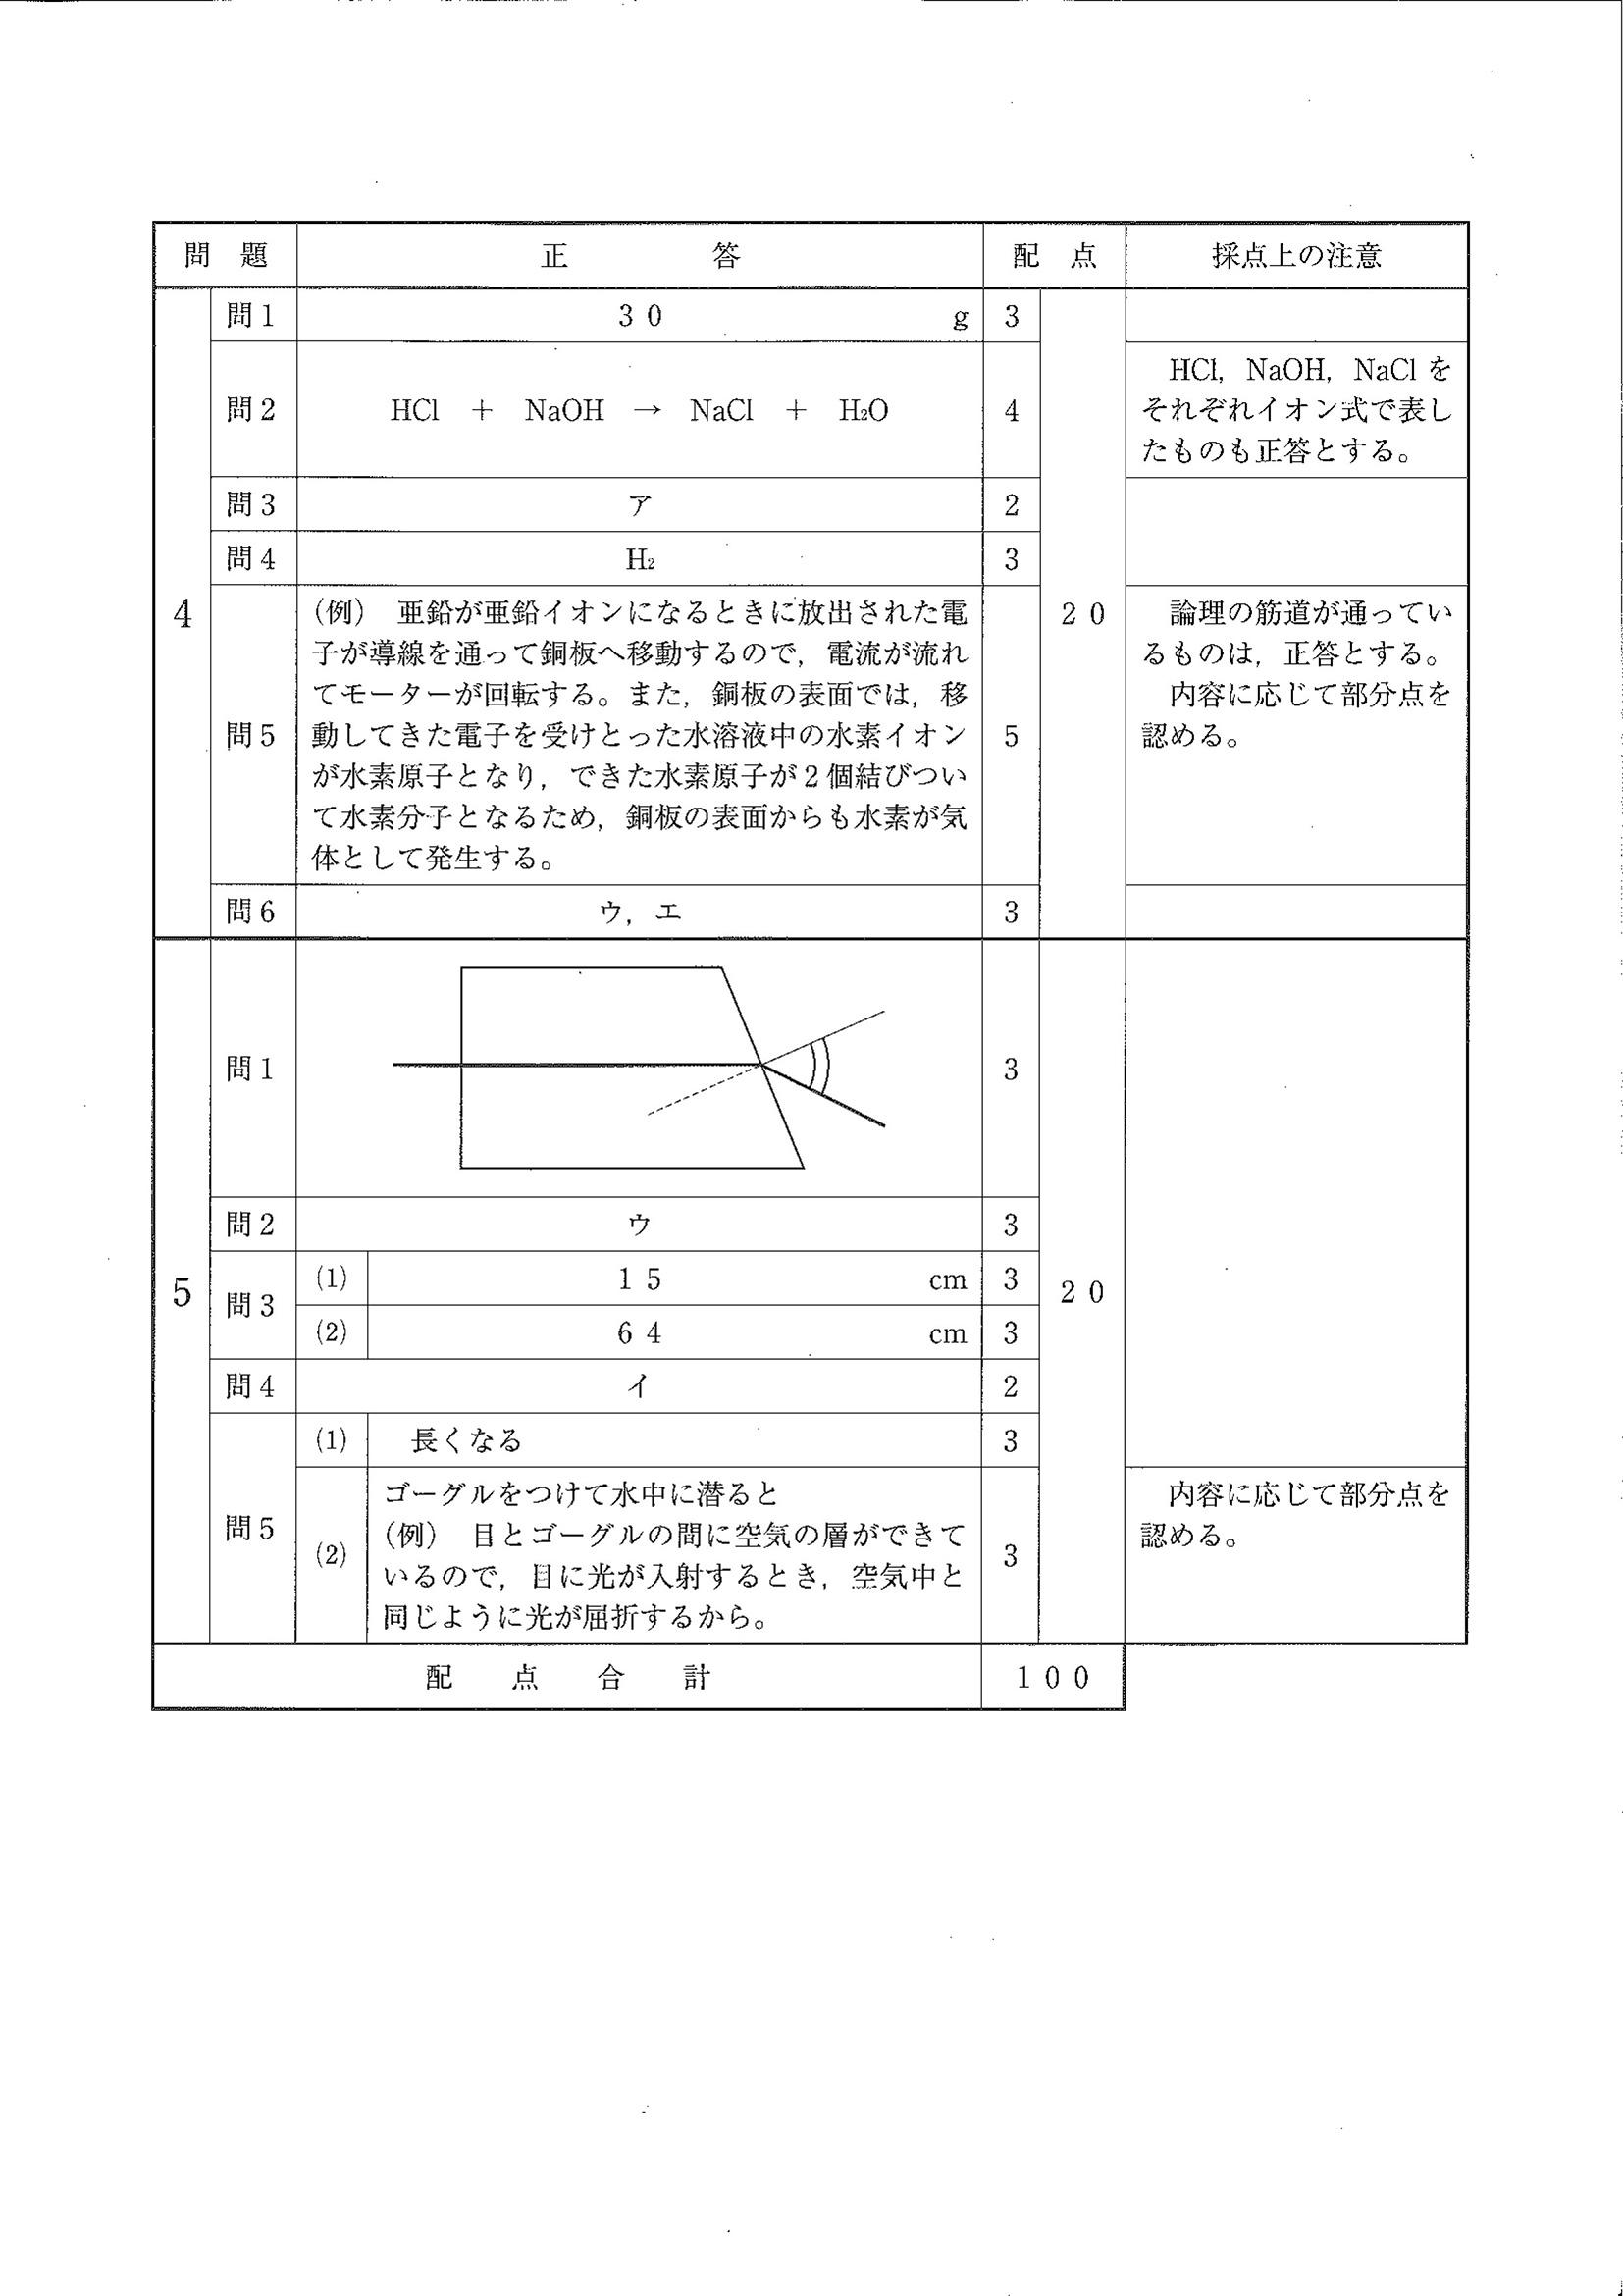 問　題　正　答　配　点　採点上の注意
4
20
問1　30　g　3
問2　HCl　+　NaOH　→　NaCl　+　H₂O　4
HCl，NaOH，NaClを
それぞれイオン式で表し
たものも正答とする。
問3　ア　2
問4　H₂　3
問5　5
（例）　亜鉛が亜鉛イオンになるときに放出された電
子が導線を通って銅板へ移動するので，電流が流れ
てモーターが回転する。また，銅板の表面では，移
動してきた電子を受けとった水溶液中の水素イオン
が水素原子となり，できた水素原子が2個結びつい
て水素分子となるため，銅板の表面からも水素が気
体として発生する。
論理の筋道が通ってい
るものは，正答とする。
内容に応じて部分点を
認める。
問6　ウ，エ　3
5
20
問1　3
問2　ウ　3
問3
(1)　15　cm　3
(2)　64　cm　3
問4　イ　2
問5
(1)　長くなる　3
(2)　3
ゴーグルをつけて水中に潜ると
（例）　目とゴーグルの間に空気の層ができて
いるので，目に光が入射するとき，空気中と
同じように光が屈折するから。
内容に応じて部分点を
認める。
配　点　合　計　100